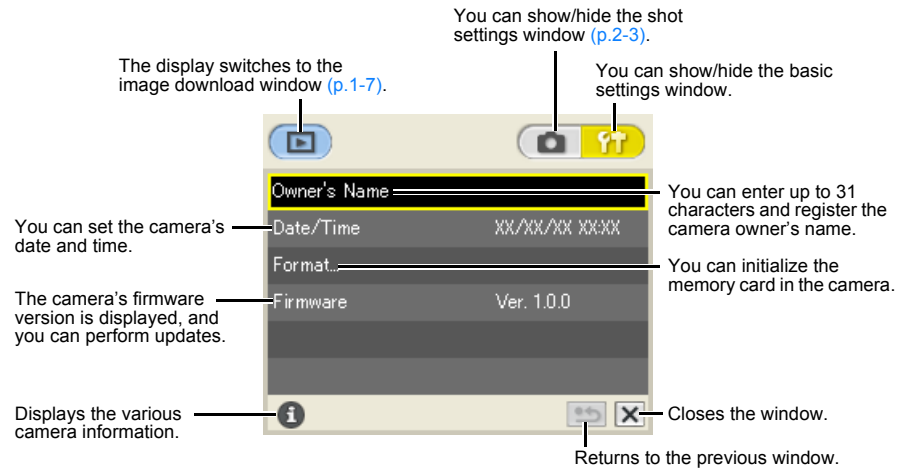 You can show/hide the shot
settings window (p.2-3).
The display switches to the
image download window (p.1-7).
You can show/hide the basic
settings window.
Owner's Name
You can enter up to 31
characters and register the
camera owner's name.
You can set the camera's
date and time.
Date/Time XX/XX/XX XX:XX
Format...
You can initialize the
memory card in the camera.
The camera's firmware
version is displayed, and
you can perform updates.
Firmware Ver. 1.0.0
Displays the various
camera information.
Closes the window.
Returns to the previous window.